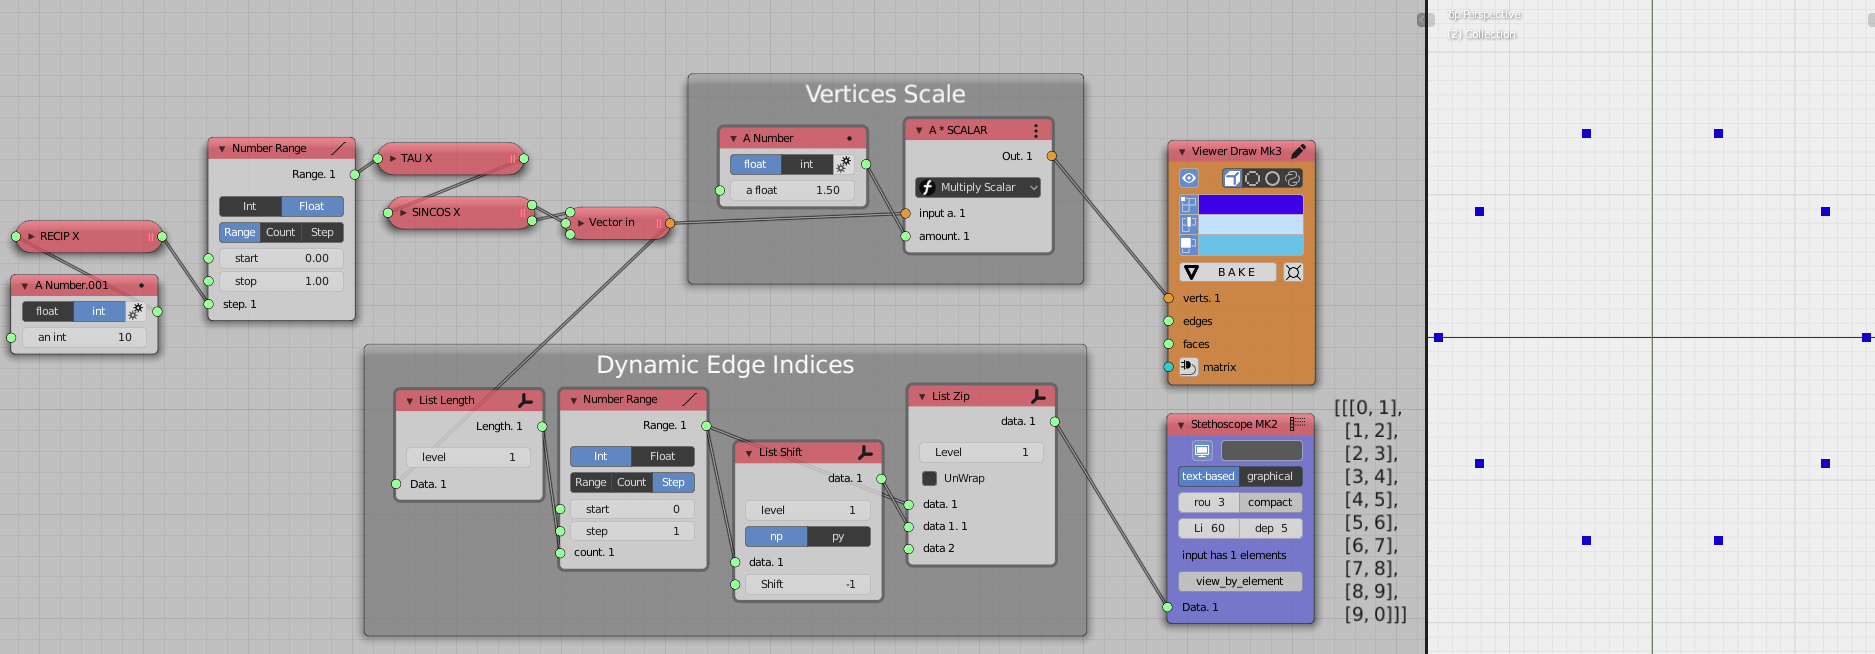 RECIP X
A Number.001
float
int
an int 10
Number Range
Range. 1
Int
Float
Range
Count
Step
start 0.00
stop 1.00
step. 1
TAU X
SINCOS X
Vector in
Vertices Scale
A Number
float
int
a float 1.50
A * SCALAR
Out. 1
Multiply Scalar
input a. 1
amount. 1
Dynamic Edge Indices
List Length
Length. 1
level 1
Data. 1
Number Range
Range. 1
Int
Float
Range
Count
Step
start 0
step 1
count. 1
List Shift
data. 1
level 1
np
py
data. 1
Shift -1
List Zip
data. 1
Level 1
UnWrap
data. 1
data 1. 1
data 2
Viewer Draw Mk3
BAKE
verts. 1
edges
faces
matrix
Stethoscope MK2
text-based
graphical
rou 3
compact
Li 60
dep 5
input has 1 elements
view_by_element
Data. 1
[[[0, 1],
[1, 2],
[2, 3],
[3, 4],
[4, 5],
[5, 6],
[6, 7],
[7, 8],
[8, 9],
[9, 0]]]
Perspective
(2) Collection